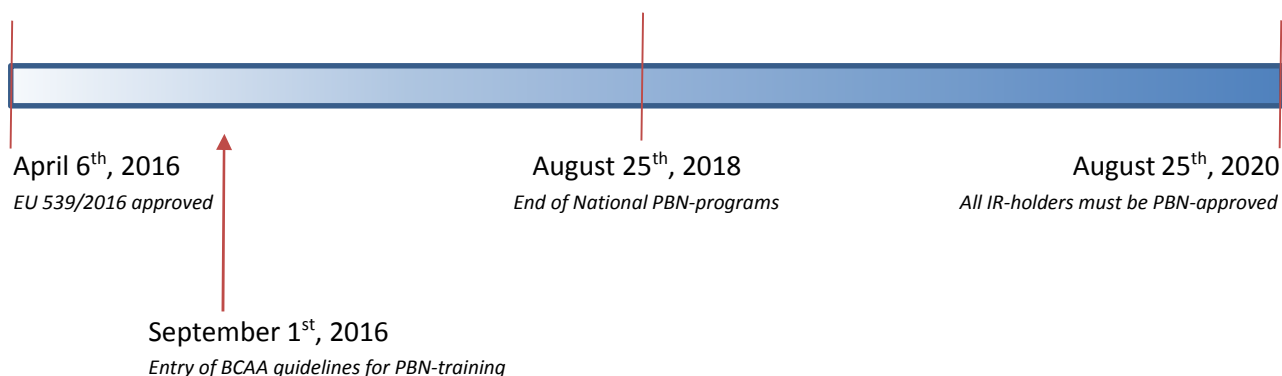 April 6th, 2016
EU 539/2016 approved
August 25th, 2018
End of National PBN-programs
August 25th, 2020
All IR-holders must be PBN-approved
September 1st, 2016
Entry of BCAA guidelines for PBN-training